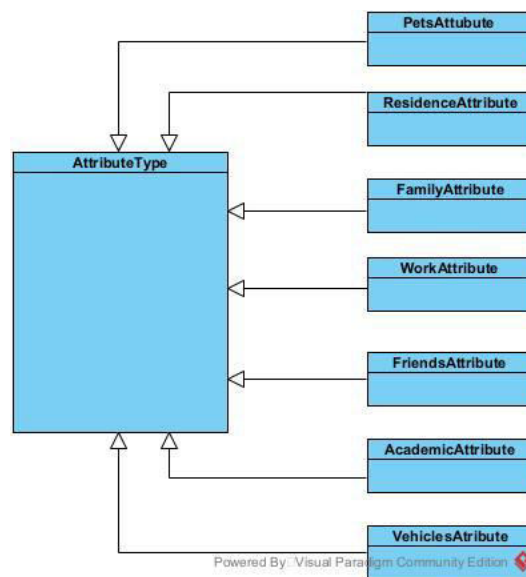 PetsAttubute
ResidenceAttribute
AttributeType
FamilyAttribute
WorkAttribute
FriendsAttribute
AcademicAttribute
VehiclesAtribute
Powered By: Visual Paradigm Community Edition